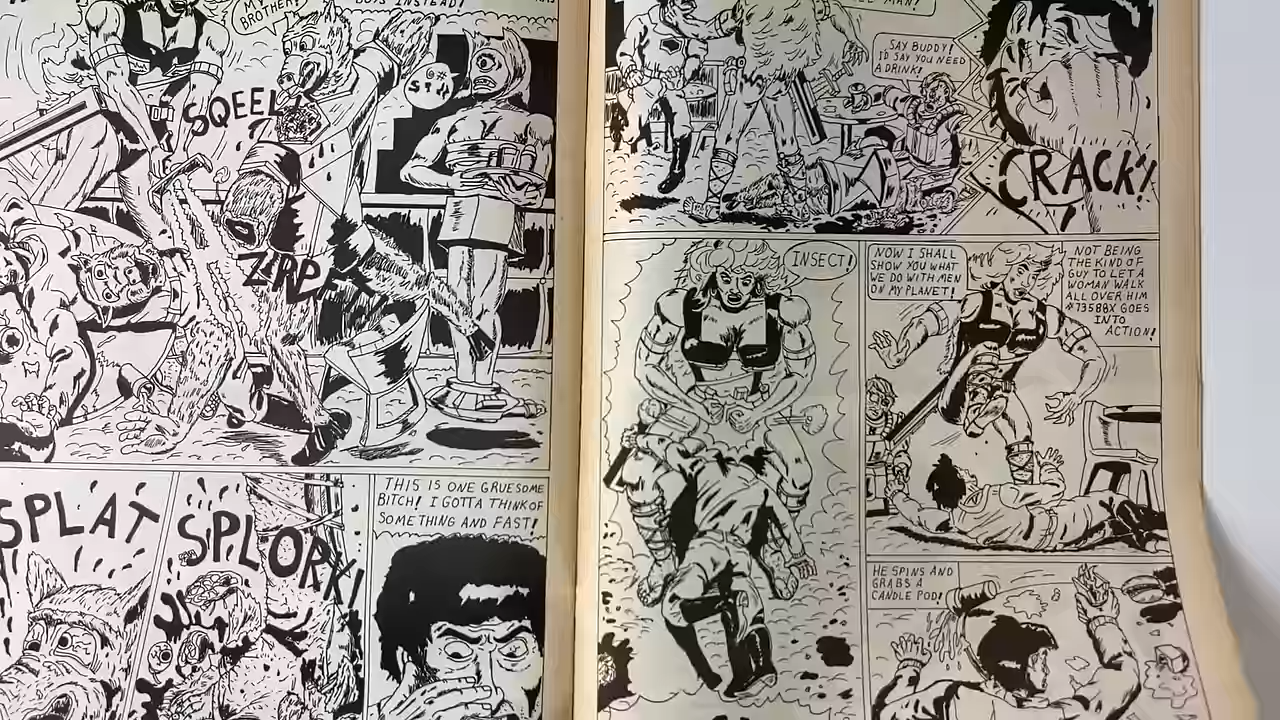 MY
BROTHER!
BOYS INSTEAD!
SQEEL!
@#
S?!
ZRRP
SPLAT
SPLORK!
THIS IS ONE GRUESOME
BITCH! I GOTTA THINK OF
SOMETHING AND FAST!
MAN!
SAY BUDDY!
I'D SAY YOU NEED
A DRINK!
CRACK!
INSECT!
NOW I SHALL
SHOW YOU WHAT
WE DO WITH MEN
ON MY PLANET!
NOT BEING
THE KIND OF
GUY TO LET A
WOMAN WALK
ALL OVER HIM
#7358BX GOES
INTO
ACTION!
HE SPINS AND
GRABS A
CANDLE POD!